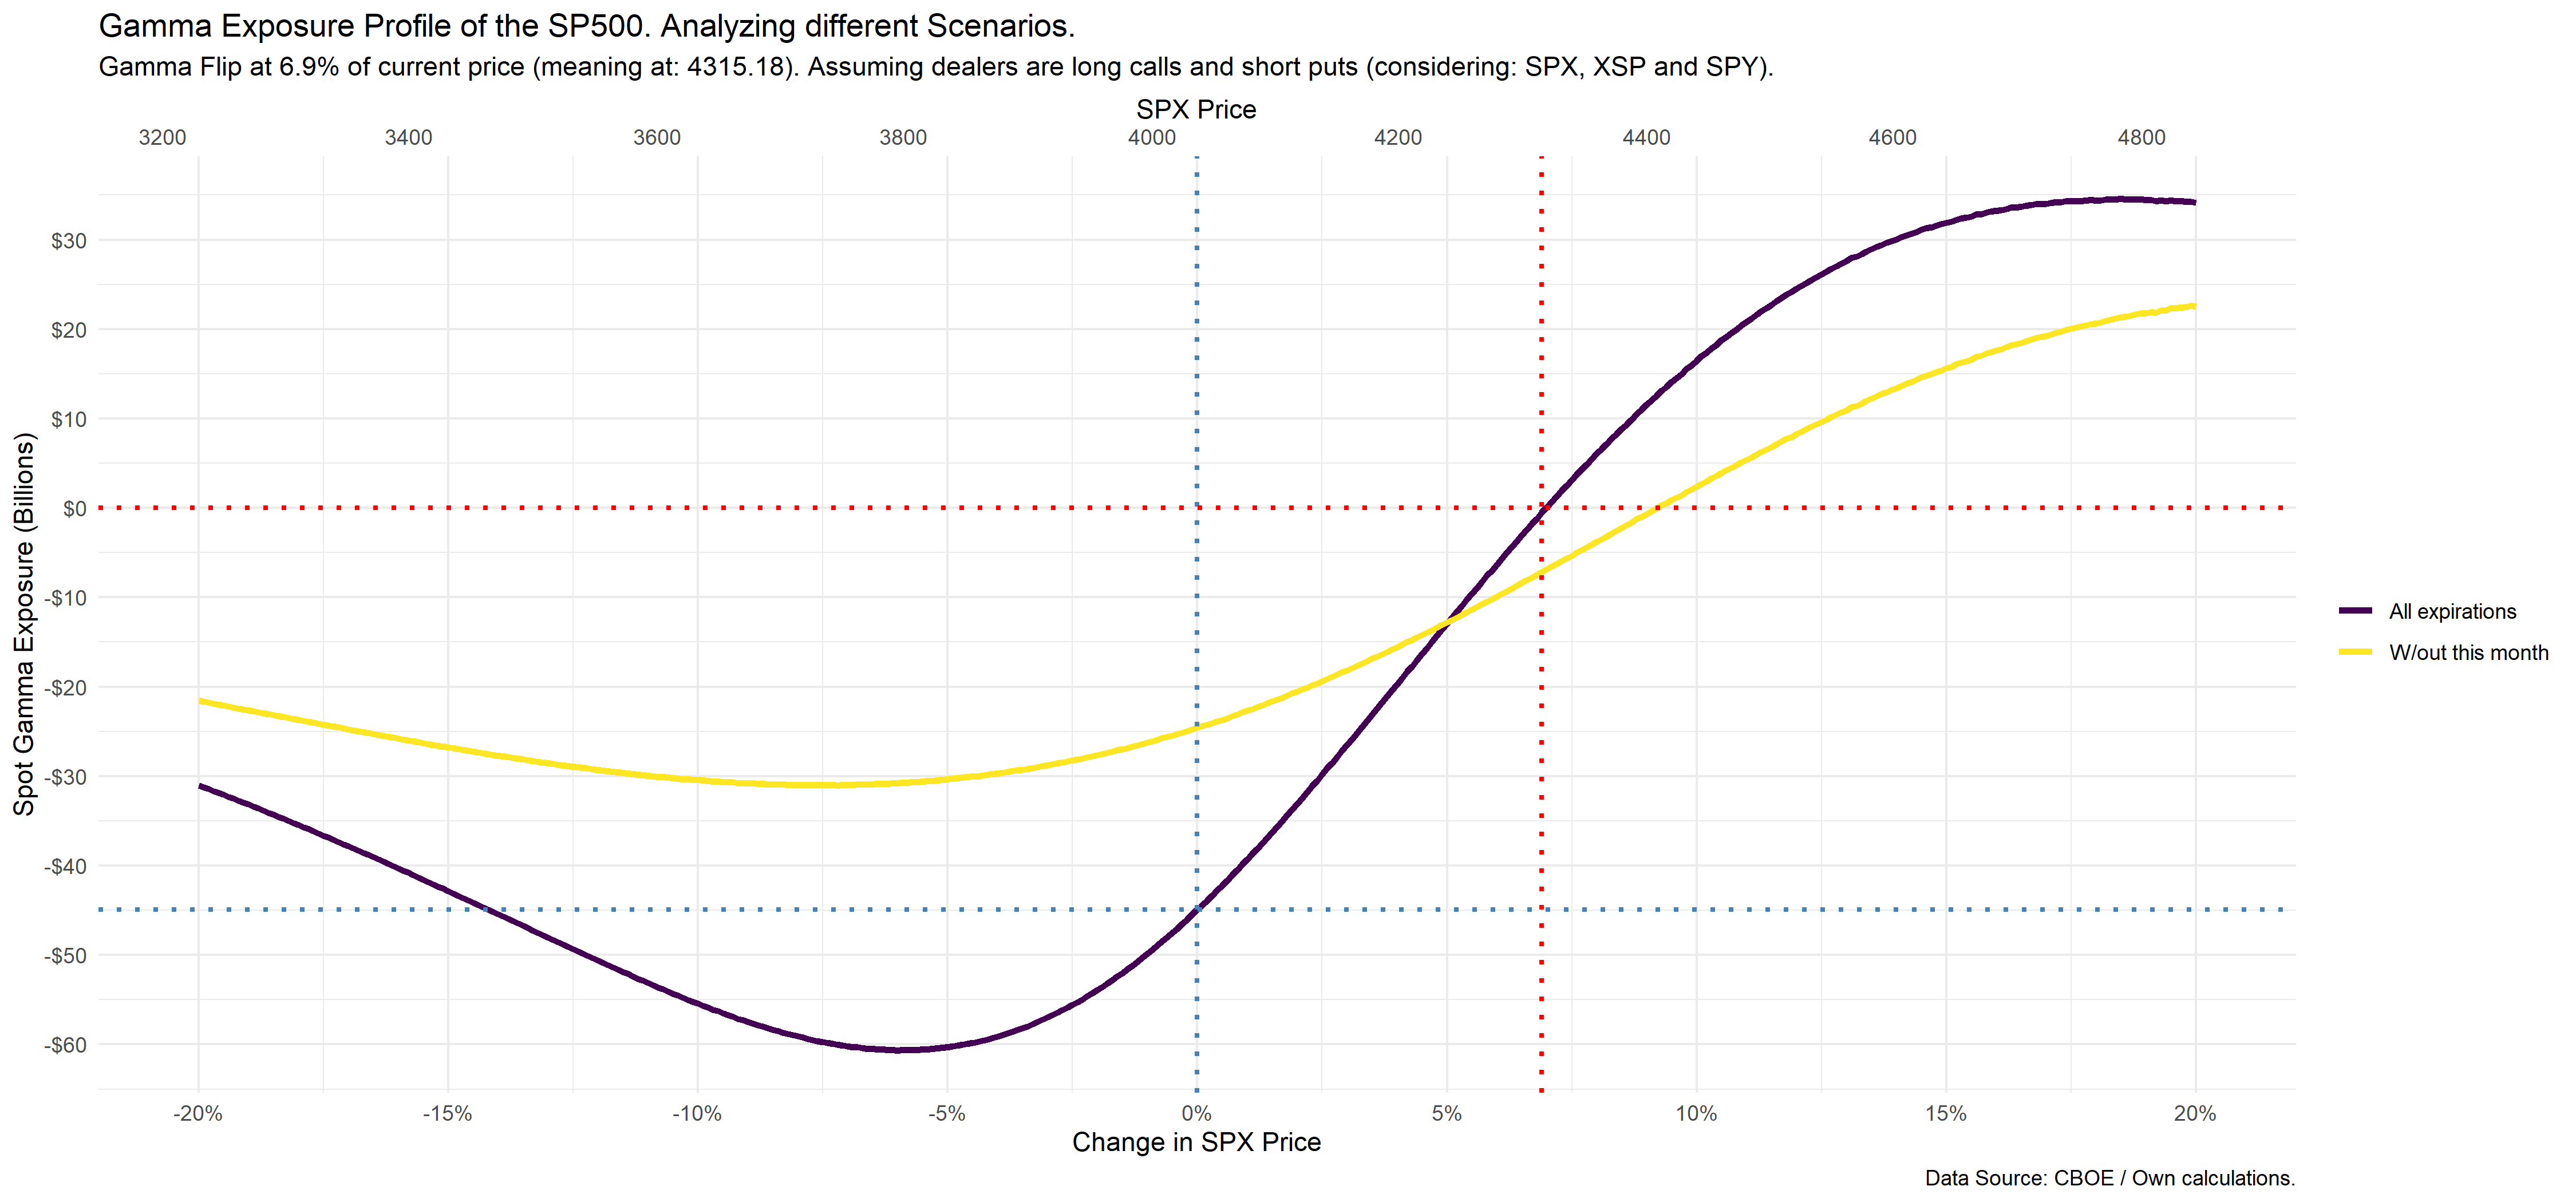 Gamma Exposure Profile of the SP500. Analyzing different Scenarios.
Gamma Flip at 6.9% of current price (meaning at: 4315.18). Assuming dealers are long calls and short puts (considering: SPX, XSP and SPY).
SPX Price
3200 3400 3600 3800 4000 4200 4400 4600 4800
Spot Gamma Exposure (Billions)
$30
$20
$10
$0
-$10
-$20
-$30
-$40
-$50
-$60
All expirations
W/out this month
-20% -15% -10% -5% 0% 5% 10% 15% 20%
Change in SPX Price
Data Source: CBOE / Own calculations.